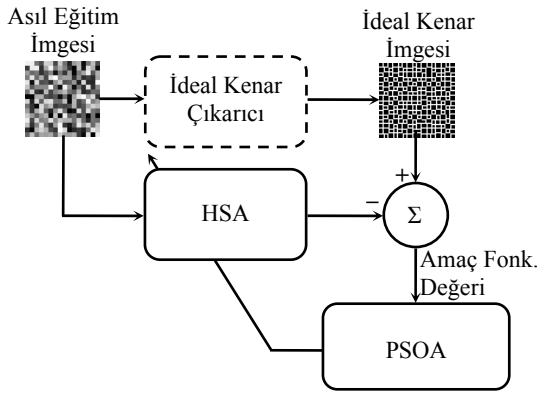 Asıl Eğitim
İmgesi
İdeal Kenar
Çıkarıcı
İdeal Kenar
İmgesi
HSA
+
−
Σ
Amaç Fonk.
Değeri
PSOA